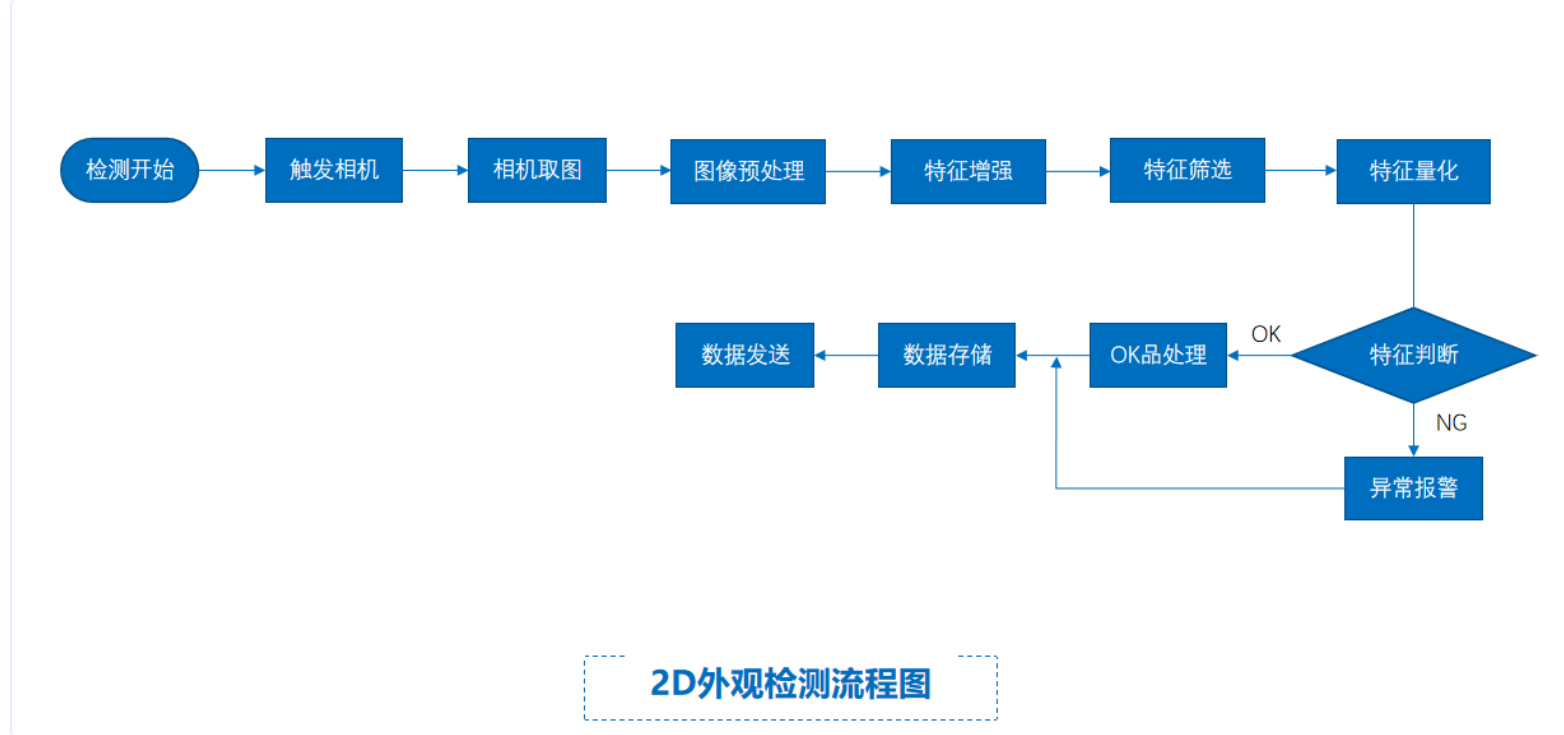 检测开始
触发相机
相机取图
图像预处理
特征增强
特征筛选
特征量化
特征判断
OK
OK品处理
数据存储
数据发送
NG
异常报警
2D外观检测流程图